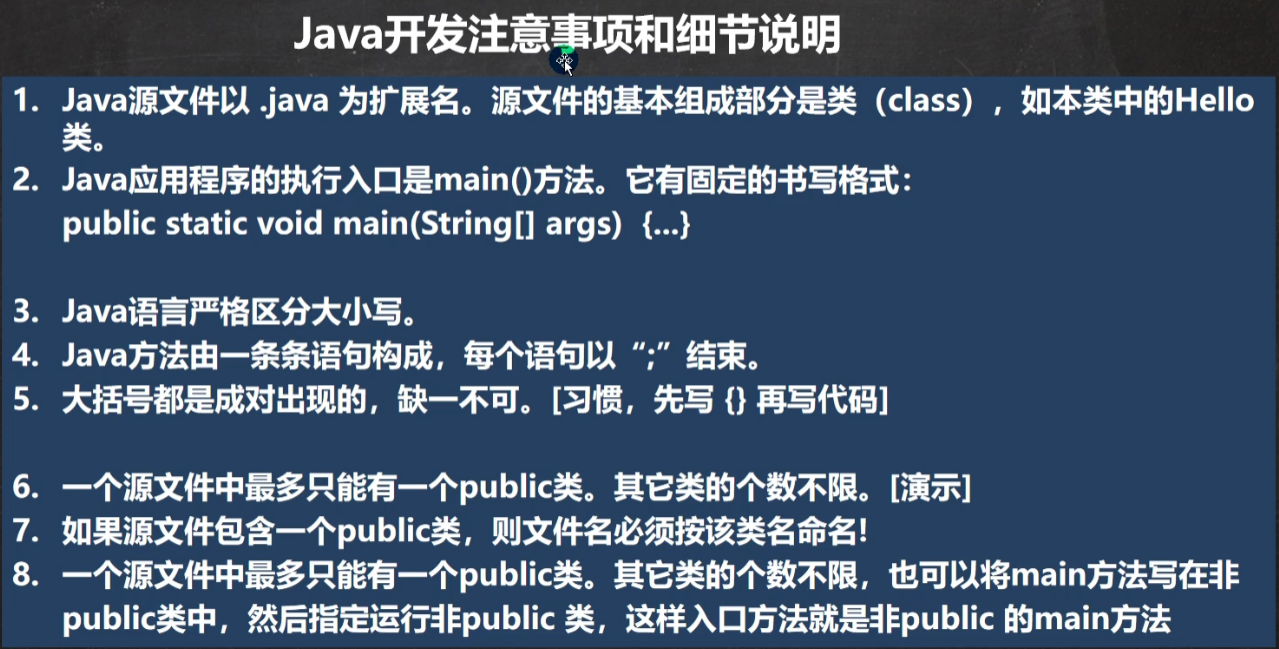 Java开发注意事项和细节说明
1. Java源文件以 .java 为扩展名。源文件的基本组成部分是类（class），如本类中的Hello
类。
2. Java应用程序的执行入口是main()方法。它有固定的书写格式：
public static void main(String[] args) {...}
3. Java语言严格区分大小写。
4. Java方法由一条条语句构成，每个语句以“;”结束。
5. 大括号都是成对出现的，缺一不可。[习惯，先写 {} 再写代码]
6. 一个源文件中最多只能有一个public类。其它类的个数不限。[演示]
7. 如果源文件包含一个public类，则文件名必须按该类名命名!
8. 一个源文件中最多只能有一个public类。其它类的个数不限，也可以将main方法写在非
public类中，然后指定运行非public 类，这样入口方法就是非public 的main方法